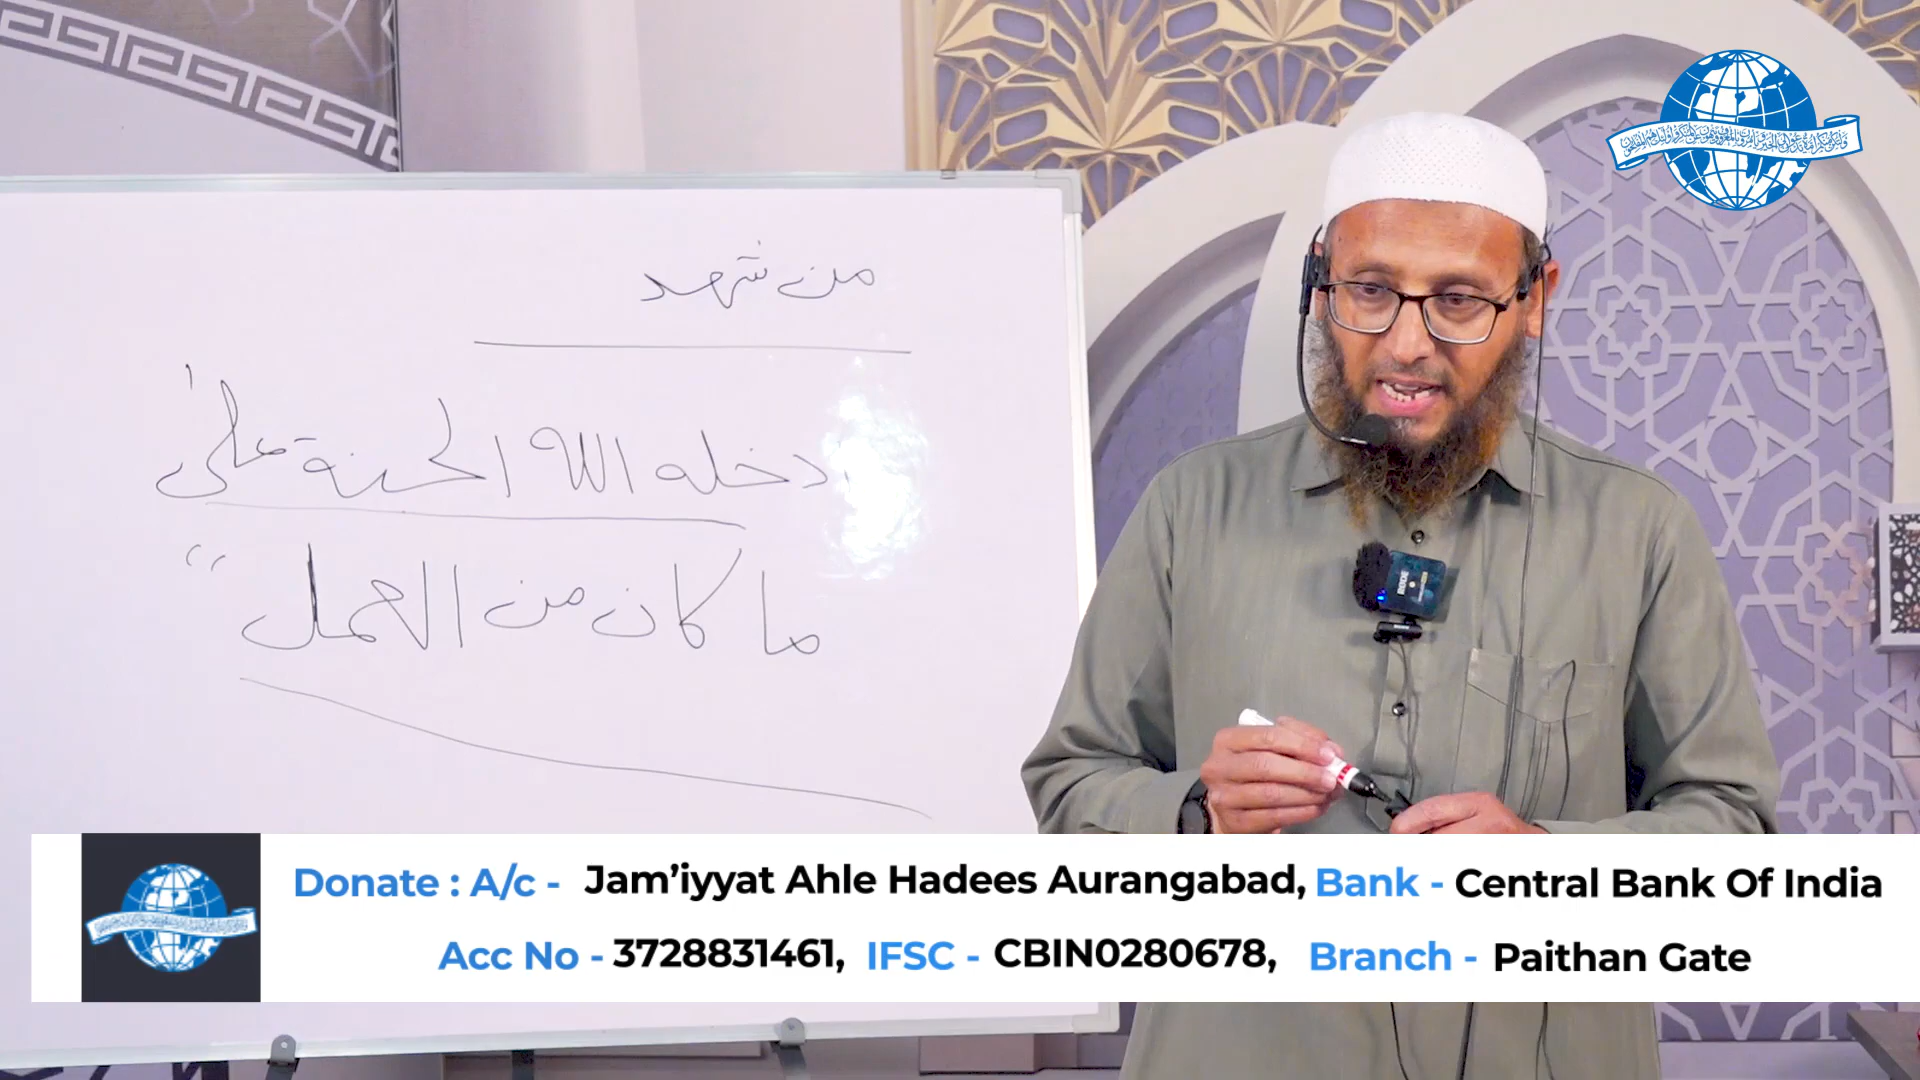 من شهد
ادخله الله الجنة على
ما كان من العمل"
Donate : A/c - Jam’iyyat Ahle Hadees Aurangabad, Bank - Central Bank Of India
Acc No - 3728831461, IFSC - CBIN0280678, Branch - Paithan Gate
RODE